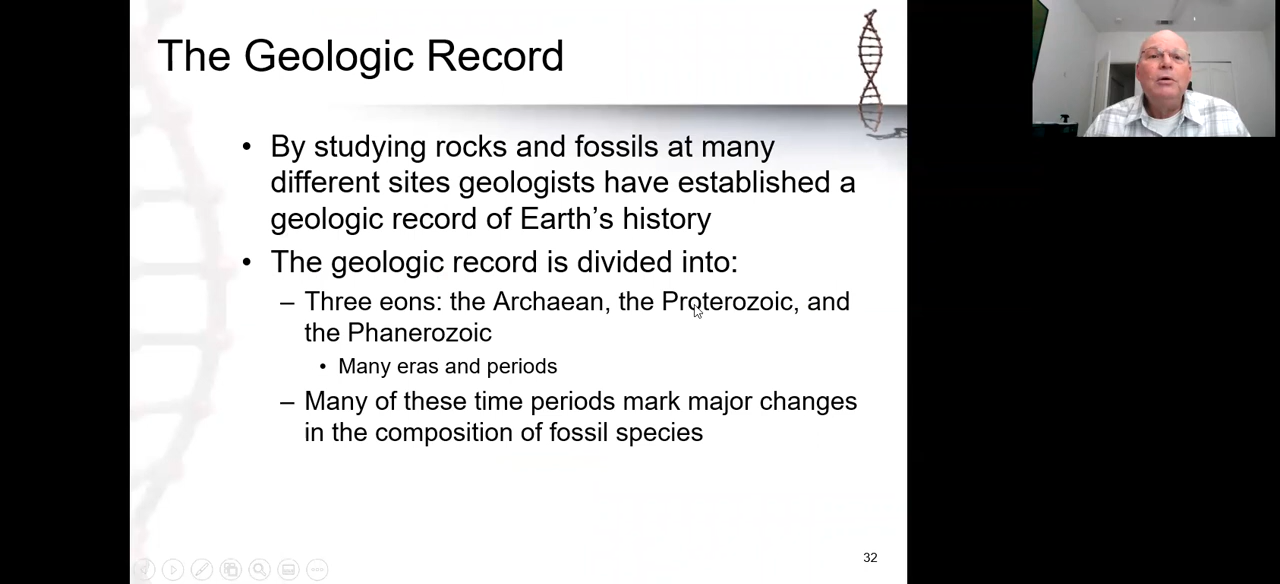 The Geologic Record
• By studying rocks and fossils at many
different sites geologists have established a
geologic record of Earth’s history
• The geologic record is divided into:
– Three eons: the Archaean, the Proterozoic, and
the Phanerozoic
• Many eras and periods
– Many of these time periods mark major changes
in the composition of fossil species
32